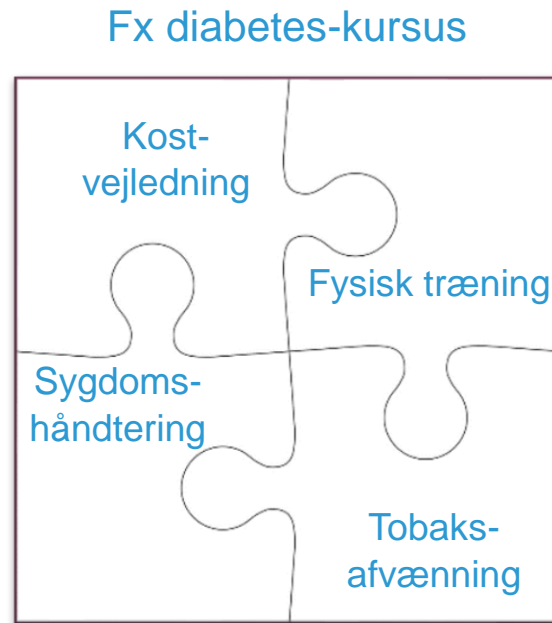 Fx diabetes-kursus
Kost-
vejledning
Fysisk træning
Sygdoms-
håndtering
Tobaks-
afvænning